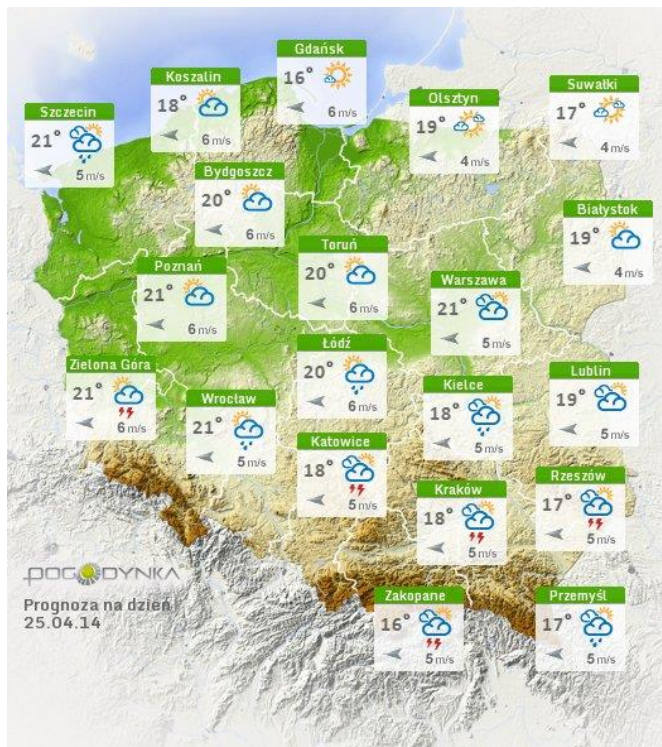 Gdańsk
16°
6 m/s
Koszalin
18°
6 m/s
Suwałki
17°
4 m/s
Olsztyn
19°
4 m/s
Szczecin
21°
5 m/s
Bydgoszcz
20°
6 m/s
Białystok
19°
4 m/s
Toruń
20°
6 m/s
Poznań
21°
6 m/s
Warszawa
21°
5 m/s
Łódź
20°
6 m/s
Zielona Góra
21°
6 m/s
Lublin
19°
5 m/s
Kielce
18°
5 m/s
Wrocław
21°
5 m/s
Katowice
18°
5 m/s
Rzeszów
17°
5 m/s
Kraków
18°
5 m/s
POGODYNKA
Prognoza na dzień
25.04.14
Zakopane
16°
5 m/s
Przemyśl
17°
5 m/s